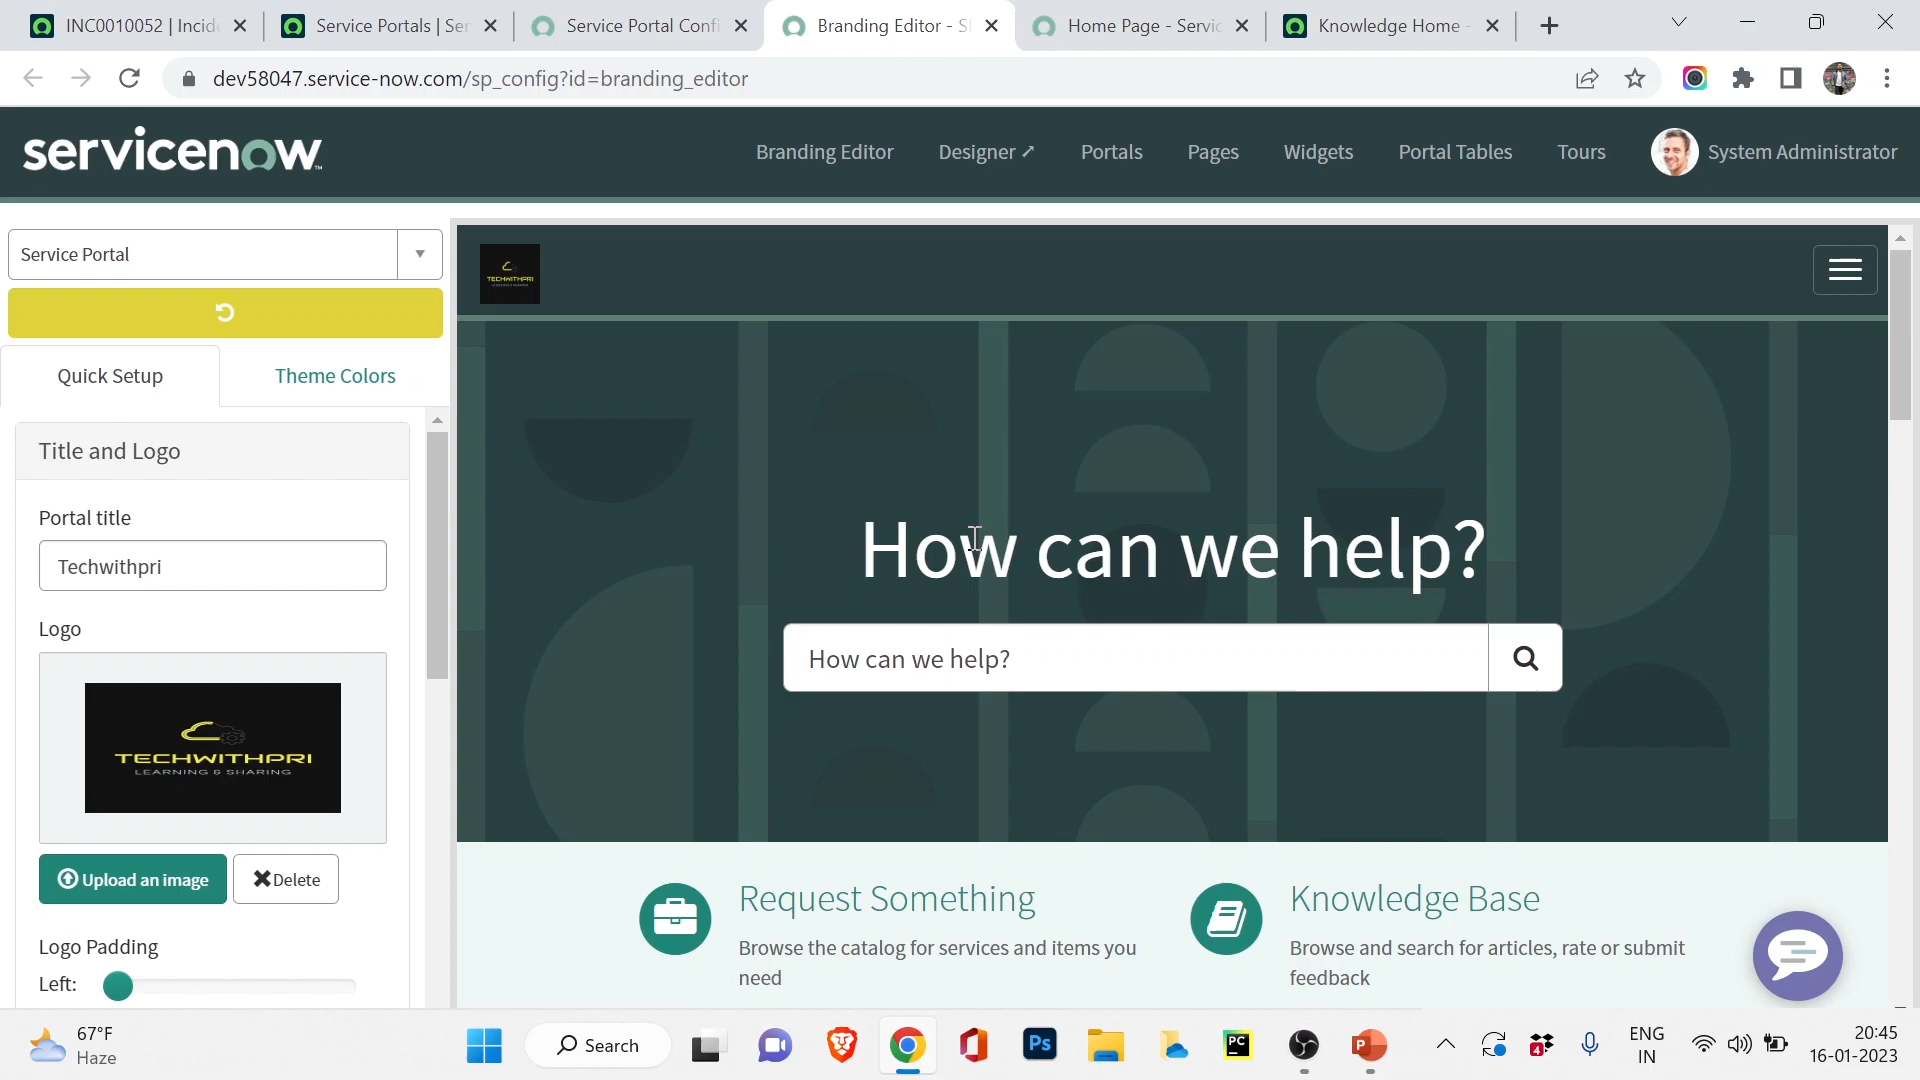 INC0010052 | Incide
Service Portals | Ser
Service Portal Confi
Branding Editor - S
Home Page - Servic
Knowledge Home -
dev58047.service-now.com/sp_config?id=branding_editor
servicenow
Branding Editor
Designer ↗
Portals
Pages
Widgets
Portal Tables
Tours
System Administrator
Service Portal
Quick Setup
Theme Colors
Title and Logo
Portal title
Techwithpri
Logo
TECHWITHPRI
LEARNING & SHARING
Upload an image
Delete
Logo Padding
Left:
TECHWITHPRI
How can we help?
How can we help?
Request Something
Browse the catalog for services and items you
need
Knowledge Base
Browse and search for articles, rate or submit
feedback
67°F
Haze
Search
Ps
PC
P
4
ENG
IN
20:45
16-01-2023